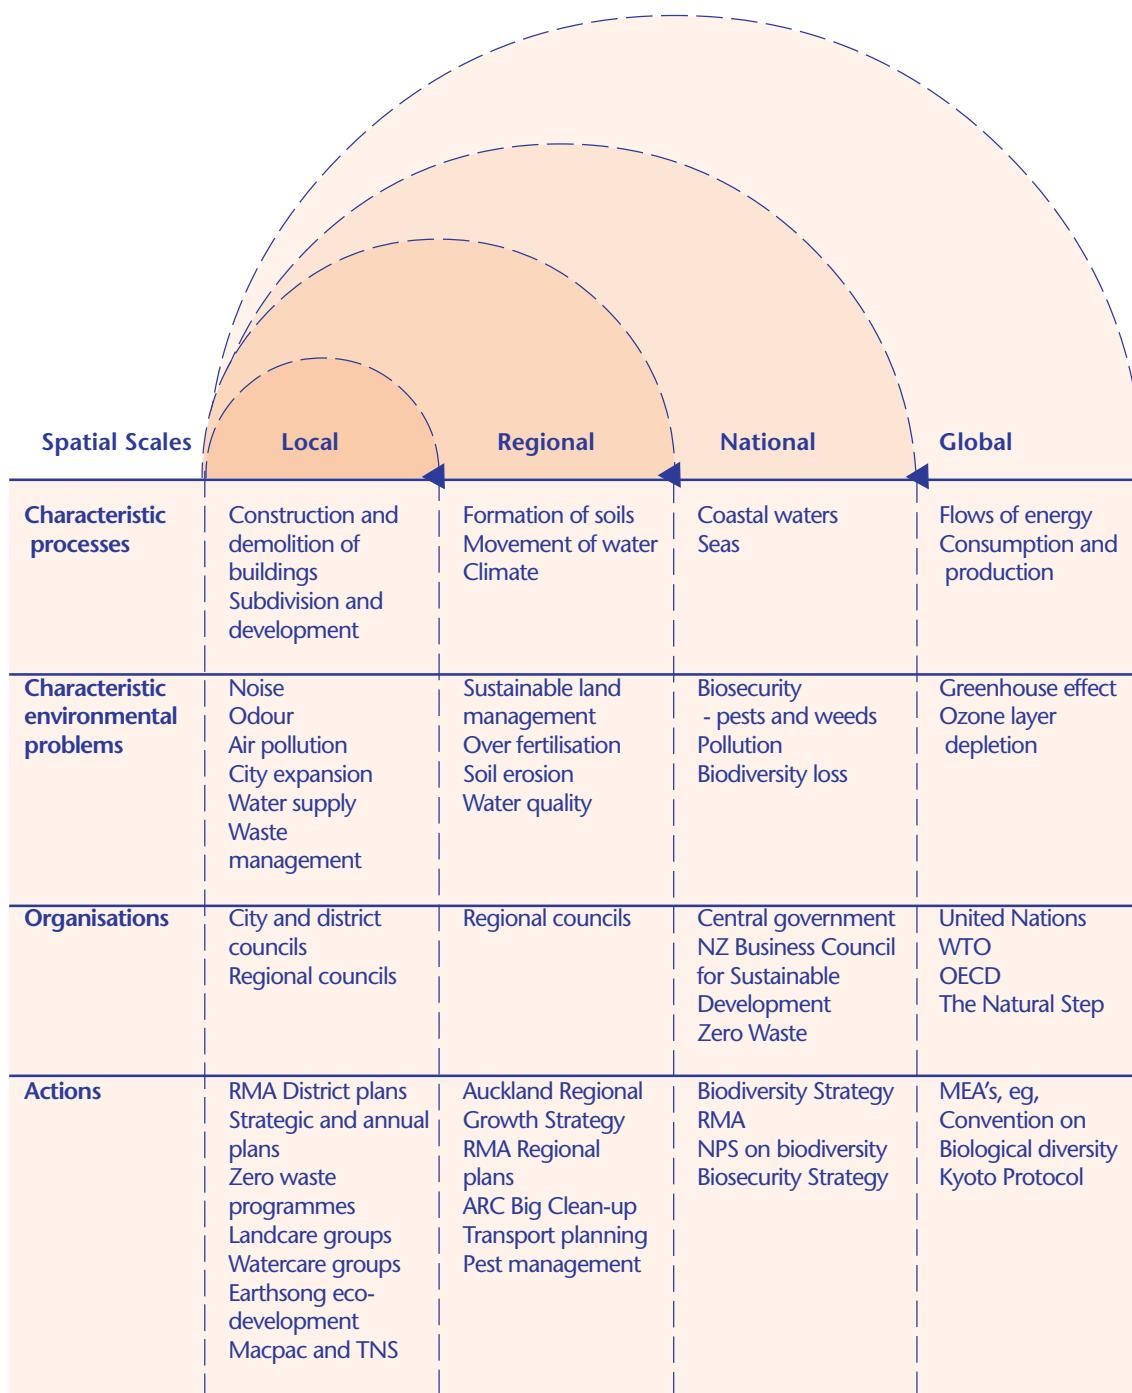 Spatial Scales Local Regional National Global
Characteristic
processes
Construction and
demolition of
buildings
Subdivision and
development
Formation of soils
Movement of water
Climate
Coastal waters
Seas
Flows of energy
Consumption and
production
Characteristic
environmental
problems
Noise
Odour
Air pollution
City expansion
Water supply
Waste
management
Sustainable land
management
Over fertilisation
Soil erosion
Water quality
Biosecurity
- pests and weeds
Pollution
Biodiversity loss
Greenhouse effect
Ozone layer
depletion
Organisations
City and district
councils
Regional councils
Regional councils
Central government
NZ Business Council
for Sustainable
Development
Zero Waste
United Nations
WTO
OECD
The Natural Step
Actions
RMA District plans
Strategic and annual
plans
Zero waste
programmes
Landcare groups
Watercare groups
Earthsong eco-
development
Macpac and TNS
Auckland Regional
Growth Strategy
RMA Regional
plans
ARC Big Clean-up
Transport planning
Pest management
Biodiversity Strategy
RMA
NPS on biodiversity
Biosecurity Strategy
MEA's, eg,
Convention on
Biological diversity
Kyoto Protocol